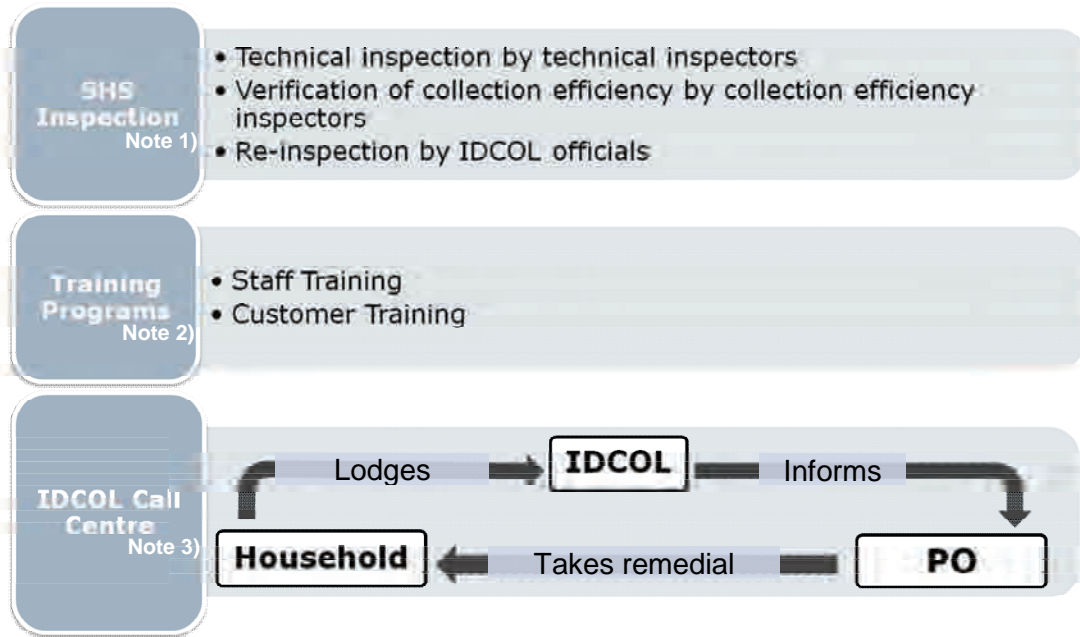 SHS
Inspection
Note 1)
• Technical inspection by technical inspectors
• Verification of collection efficiency by collection efficiency
inspectors
• Re-inspection by IDCOL officials
Training
Programs
Note 2)
• Staff Training
• Customer Training
IDCOL Call
Centre
Note 3)
Lodges
IDCOL
Informs
Household
Takes remedial
PO